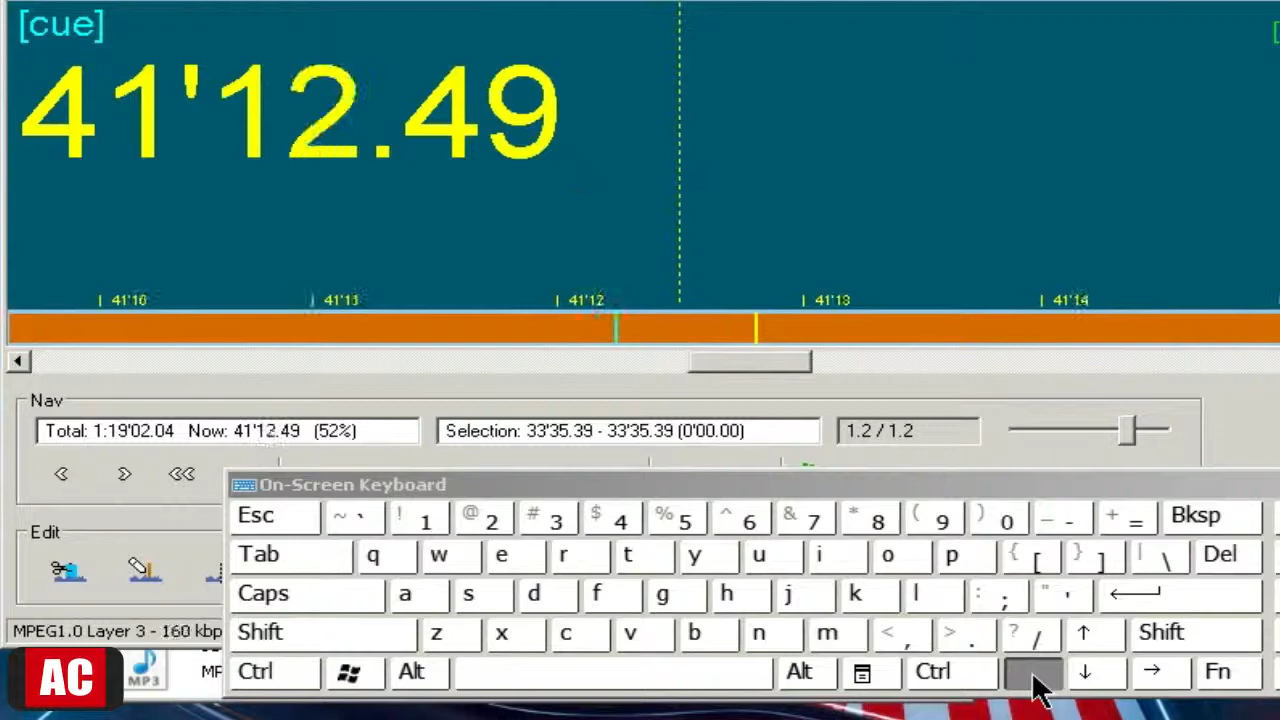 [cue]
41'12.49
41'10 41'11 41'12 41'13 41'14
Nav
Total: 1:19'02.04 Now: 41'12.49 (52%) Selection: 33'35.39 - 33'35.39 (0'00.00) 1.2 / 1.2
On-Screen Keyboard
Esc ~ ` ! 1 @ 2 # 3 $ 4 % 5 ^ 6 & 7 * 8 ( 9 ) 0 _ - + = Bksp
Edit
Tab q w e r t y u i o p { [ } ] | \ Del
Caps a s d f g h j k l : ; " '
MPEG1.0 Layer 3 - 160 kbp
Shift z x c v b n m < , > . ? / ↑ Shift
AC
MP3
MP
Ctrl Alt Alt Ctrl ↓ → Fn